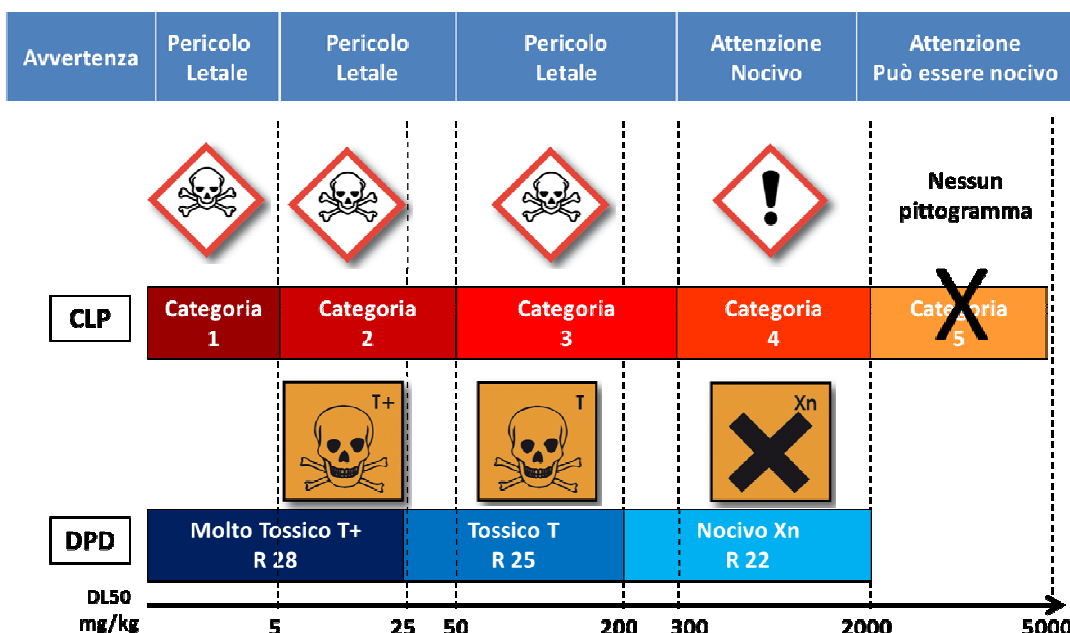 Avvertenza
Pericolo
Letale
Pericolo
Letale
Pericolo
Letale
Attenzione
Nocivo
Attenzione
Può essere nocivo
Nessun
pittogramma
CLP
Categoria
1
Categoria
2
Categoria
3
Categoria
4
Categoria
5
T+
T
Xn
DPD
Molto Tossico T+
R 28
Tossico T
R 25
Nocivo Xn
R 22
DL50
mg/kg
5 25 50 200 300 2000 5000